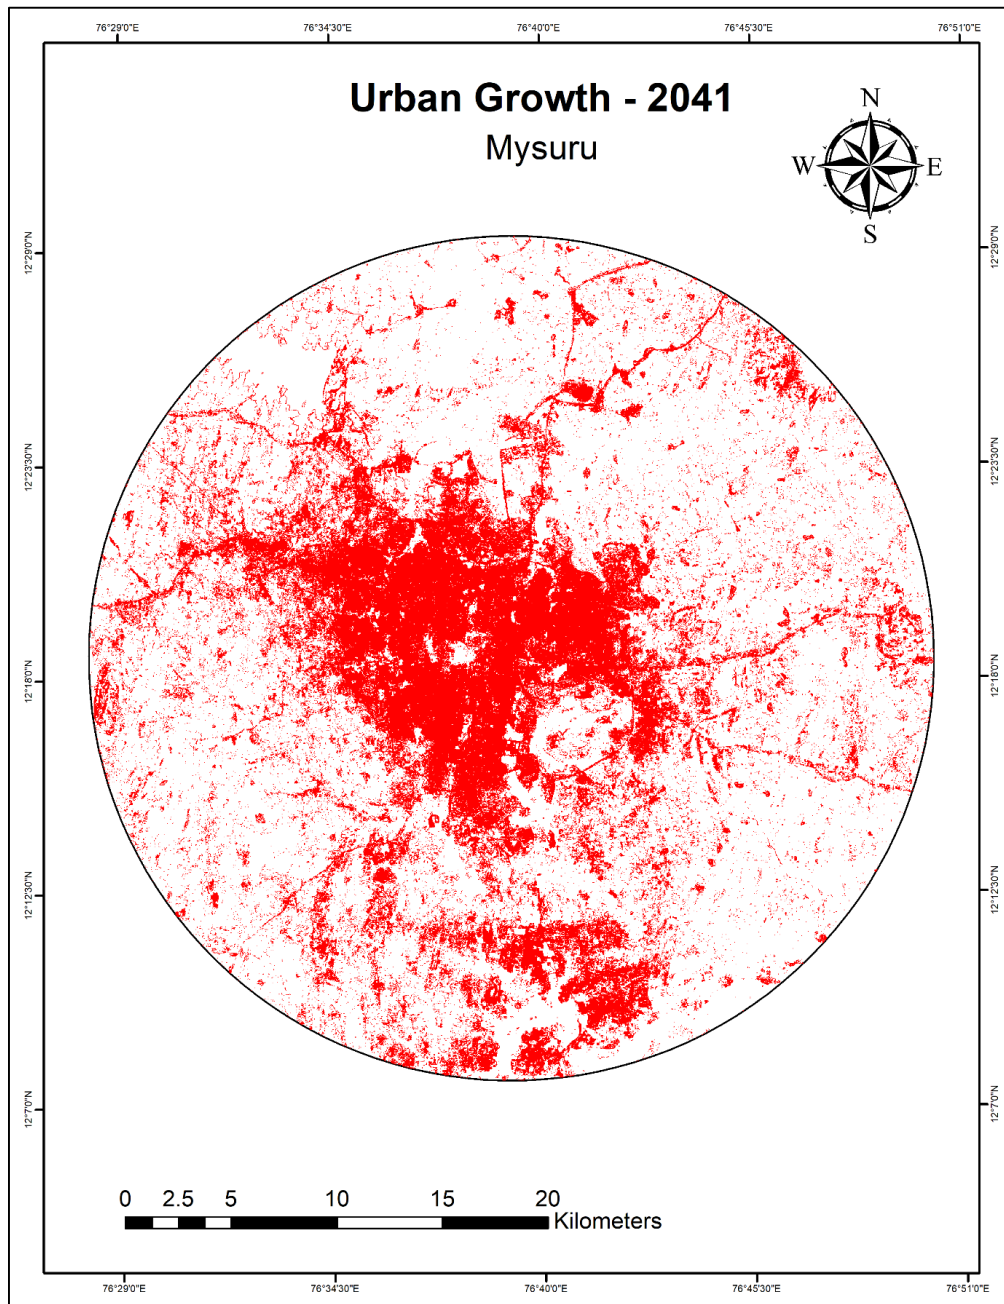 76°29'0"E 76°34'30"E 76°40'0"E 76°45'30"E 76°51'0"E
Urban Growth - 2041
Mysuru
N
W E
S
12°29'0"N 12°29'0"N
12°23'30"N 12°23'30"N
12°18'0"N 12°18'0"N
12°12'30"N 12°12'30"N
12°7'0"N 12°7'0"N
0 2.5 5 10 15 20
Kilometers
76°29'0"E 76°34'30"E 76°40'0"E 76°45'30"E 76°51'0"E